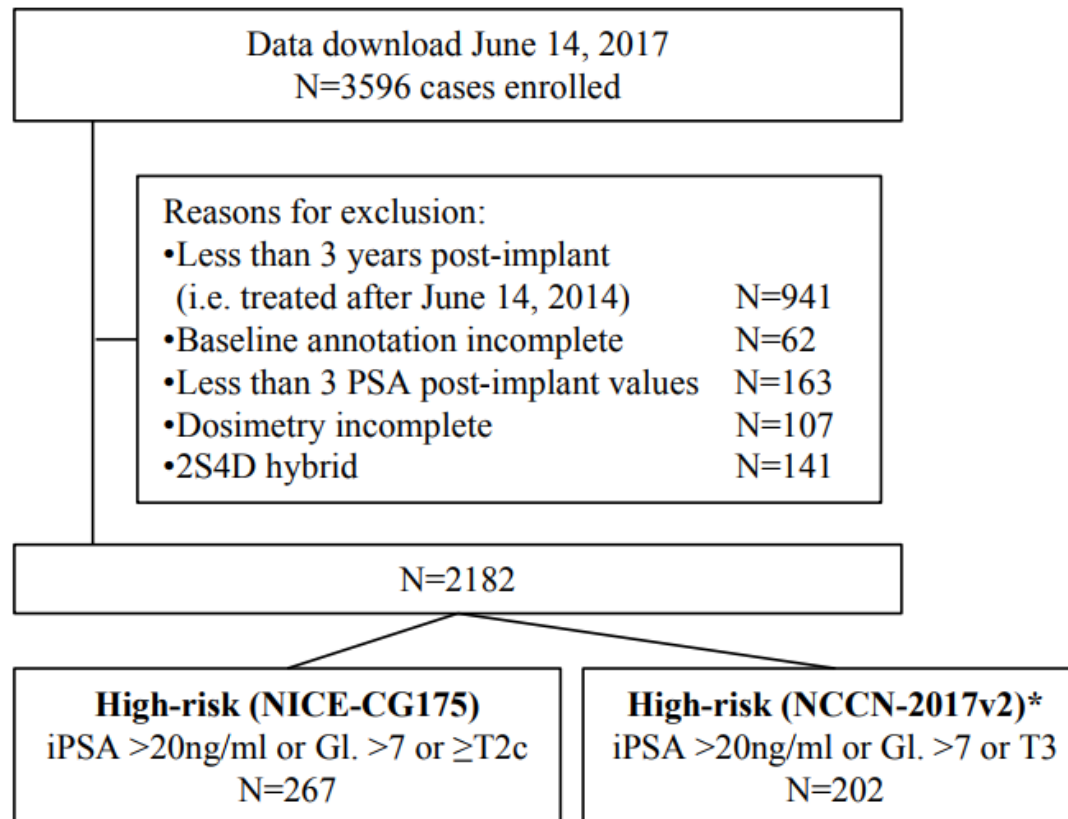 Data download June 14, 2017
N=3596 cases enrolled
Reasons for exclusion:
•Less than 3 years post-implant
(i.e. treated after June 14, 2014) N=941
•Baseline annotation incomplete N=62
•Less than 3 PSA post-implant values N=163
•Dosimetry incomplete N=107
•2S4D hybrid N=141
N=2182
High-risk (NICE-CG175)
iPSA >20ng/ml or Gl. >7 or ≥T2c
N=267
High-risk (NCCN-2017v2)*
iPSA >20ng/ml or Gl. >7 or T3
N=202